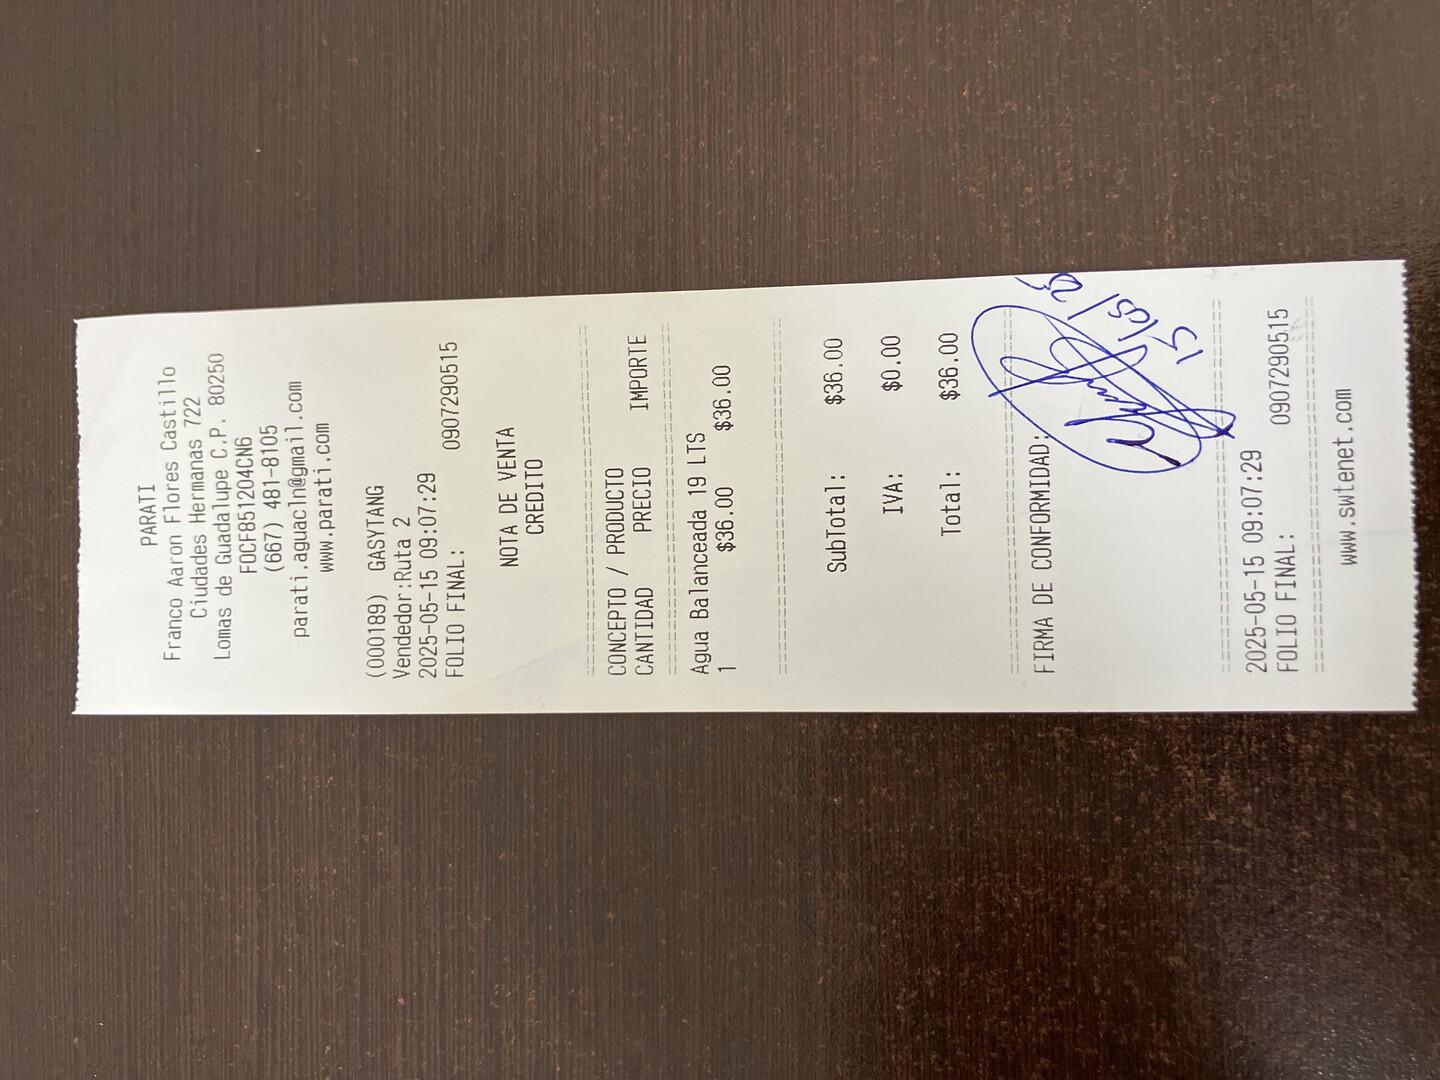 PARATI
Franco Aaron Flores Castillo
Ciudades Hermanas 722
Lomas de Guadalupe C.P. 80250
FOCF851204CN6
(667) 481-8105
parati.aguacln@gmail.com
www.parati.com
(000189) GASYTANG
Vendedor:Ruta 2
2025-05-15 09:07:29
FOLIO FINAL: 0907290515
NOTA DE VENTA
CREDITO
CONCEPTO / PRODUCTO
CANTIDAD PRECIO IMPORTE
Agua Balanceada 19 LTS
1 $36.00 $36.00
SubTotal: $36.00
IVA: $0.00
Total: $36.00
FIRMA DE CONFORMIDAD:
15/05/25
2025-05-15 09:07:29
FOLIO FINAL: 0907290515
www.swtenet.com